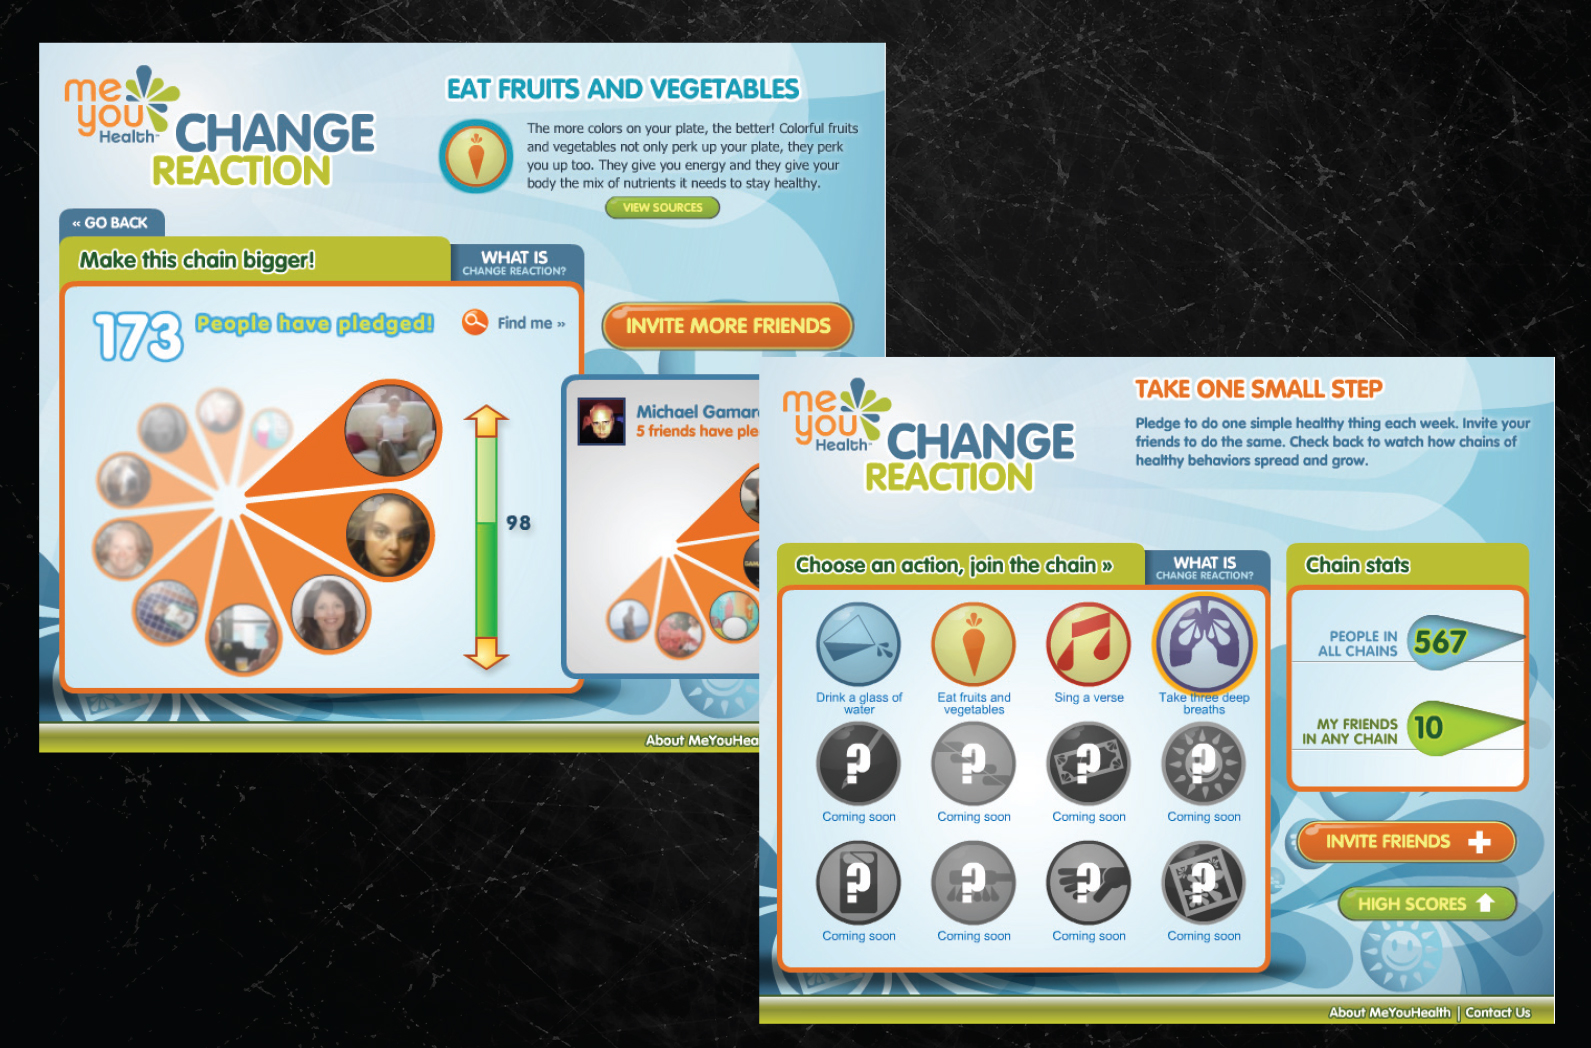 me
you
Health
CHANGE
REACTION
EAT FRUITS AND VEGETABLES
The more colors on your plate, the better! Colorful fruits
and vegetables not only perk up your plate, they perk
you up too. They give you energy and they give your
body the mix of nutrients it needs to stay healthy.
VIEW SOURCES
« GO BACK
Make this chain bigger!
WHAT IS
CHANGE REACTION?
173 People have pledged!
Find me »
98
INVITE MORE FRIENDS
Michael Gamar
5 friends have ple
About MeYouHea
me
you
Health
CHANGE
REACTION
TAKE ONE SMALL STEP
Pledge to do one simple healthy thing each week. Invite your
friends to do the same. Check back to watch how chains of
healthy behaviors spread and grow.
Choose an action, join the chain »
WHAT IS
CHANGE REACTION?
Drink a glass of
water
Eat fruits and
vegetables
Sing a verse
Take three deep
breaths
?
?
?
?
Coming soon
Coming soon
Coming soon
Coming soon
?
?
?
?
Coming soon
Coming soon
Coming soon
Coming soon
Chain stats
PEOPLE IN
ALL CHAINS
567
MY FRIENDS
IN ANY CHAIN
10
INVITE FRIENDS
HIGH SCORES
About MeYouHealth | Contact Us